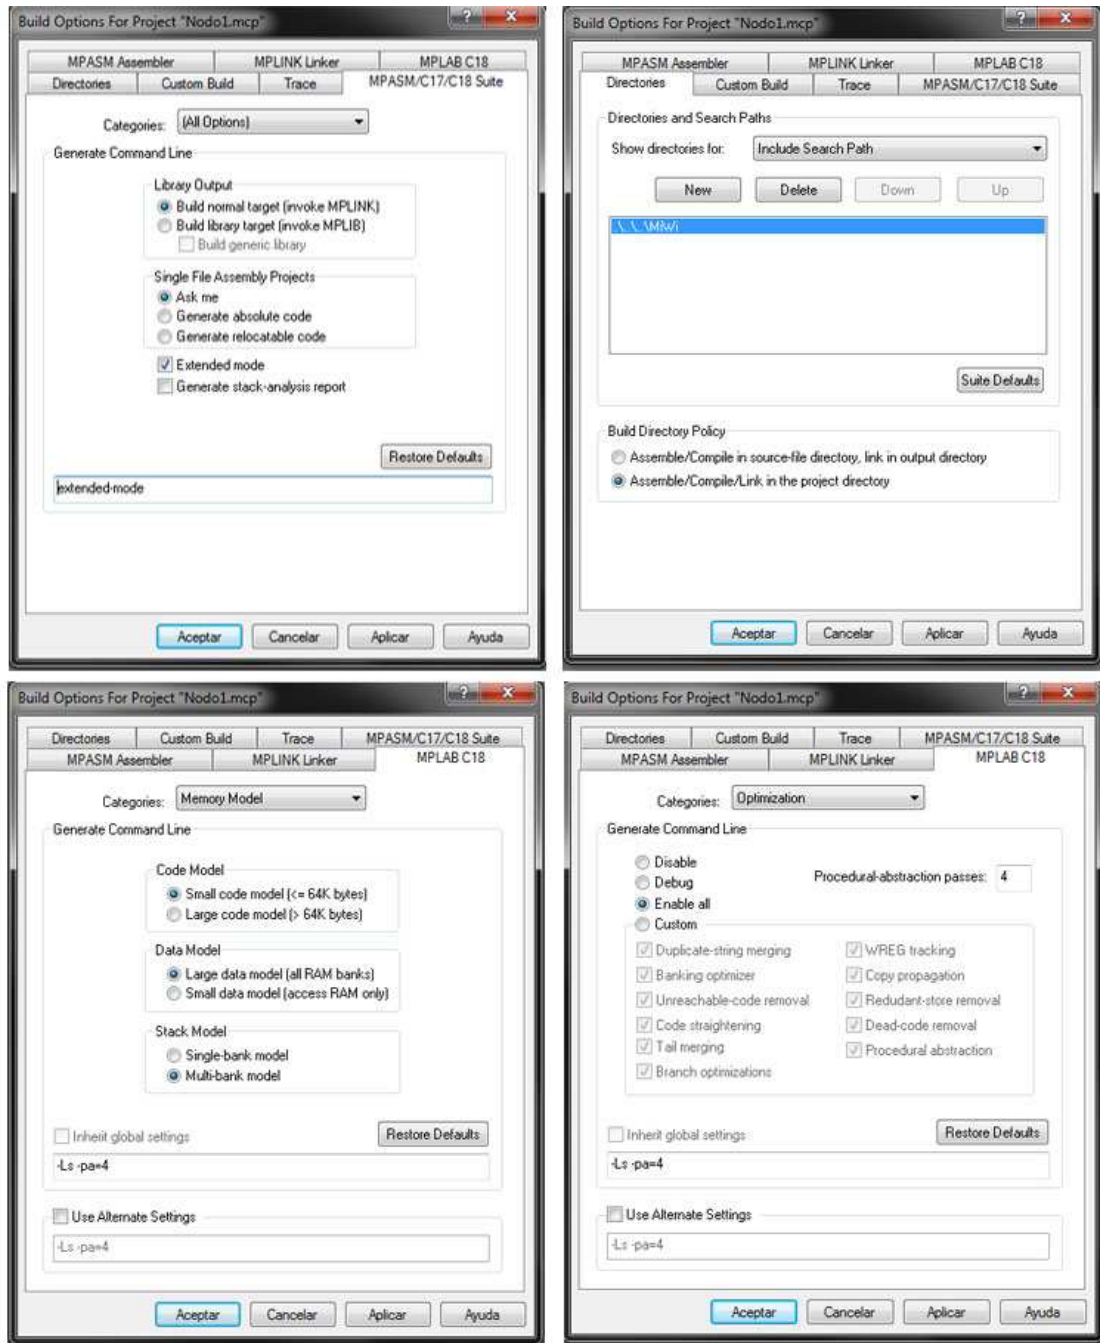 Build Options For Project "Nodo1.mcp"
MPASM Assembler MPLINK Linker MPLAB C18
Directories Custom Build Trace MPASM/C17/C18 Suite
Categories: (All Options)
Generate Command Line
Library Output
Build normal target (invoke MPLINK)
Build library target (invoke MPLIB)
Build generic library
Single File Assembly Projects
Ask me
Generate absolute code
Generate relocatable code
Extended mode
Generate stack-analysis report
Restore Defaults
extended-mode
Aceptar Cancelar Aplicar Ayuda
Build Options For Project "Nodo1.mcp"
MPASM Assembler MPLINK Linker MPLAB C18
Directories Custom Build Trace MPASM/C17/C18 Suite
Directories and Search Paths
Show directories for: Include Search Path
New Delete Down Up
..\..\..\MiWi
Suite Defaults
Build Directory Policy
Assemble/Compile in source-file directory, link in output directory
Assemble/Compile/Link in the project directory
Aceptar Cancelar Aplicar Ayuda
Build Options For Project "Nodo1.mcp"
Directories Custom Build Trace MPASM/C17/C18 Suite
MPASM Assembler MPLINK Linker MPLAB C18
Categories: Memory Model
Generate Command Line
Code Model
Small code model (<= 64K bytes)
Large code model (> 64K bytes)
Data Model
Large data model (all RAM banks)
Small data model (access RAM only)
Stack Model
Single-bank model
Multi-bank model
Inherit global settings Restore Defaults
-Ls -pa=4
Use Alternate Settings
-Ls -pa=4
Aceptar Cancelar Aplicar Ayuda
Build Options For Project "Nodo1.mcp"
Directories Custom Build Trace MPASM/C17/C18 Suite
MPASM Assembler MPLINK Linker MPLAB C18
Categories: Optimization
Generate Command Line
Disable
Debug Procedural-abstraction passes: 4
Enable all
Custom
Duplicate-string merging WREG tracking
Banking optimizer Copy propagation
Unreachable-code removal Redudant-store removal
Code straightening Dead-code removal
Tail merging Procedural abstraction
Branch optimizations
Inherit global settings Restore Defaults
-Ls -pa=4
Use Alternate Settings
-Ls -pa=4
Aceptar Cancelar Aplicar Ayuda